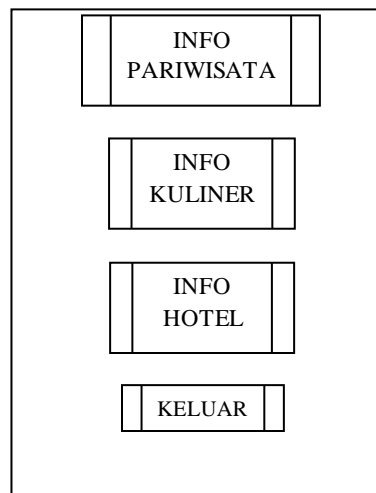 INFO
PARIWISATA
INFO
KULINER
INFO
HOTEL
KELUAR